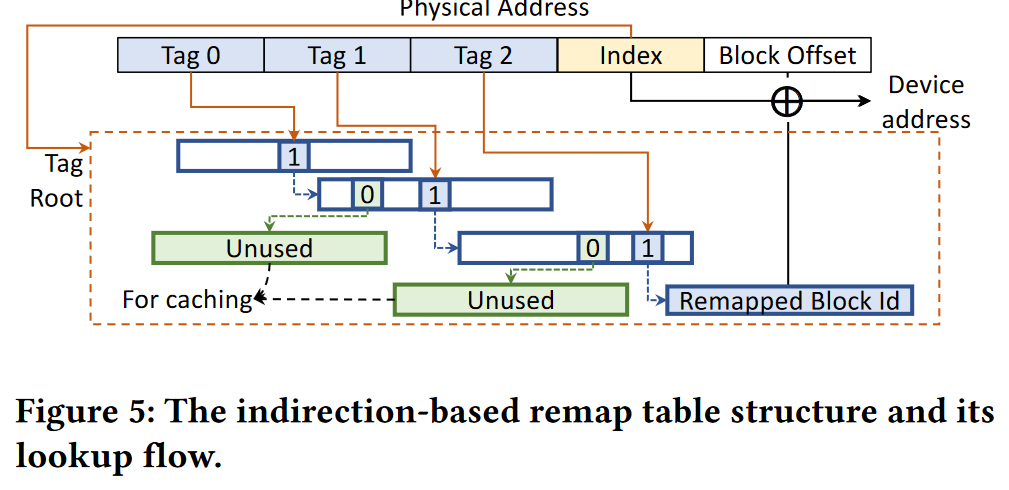 Physical Address
Tag 0 Tag 1 Tag 2 Index Block Offset
Device
address
Tag
Root
1
0 1
Unused
0 1
For caching
Unused
Remapped Block Id
Figure 5: The indirection-based remap table structure and its
lookup flow.